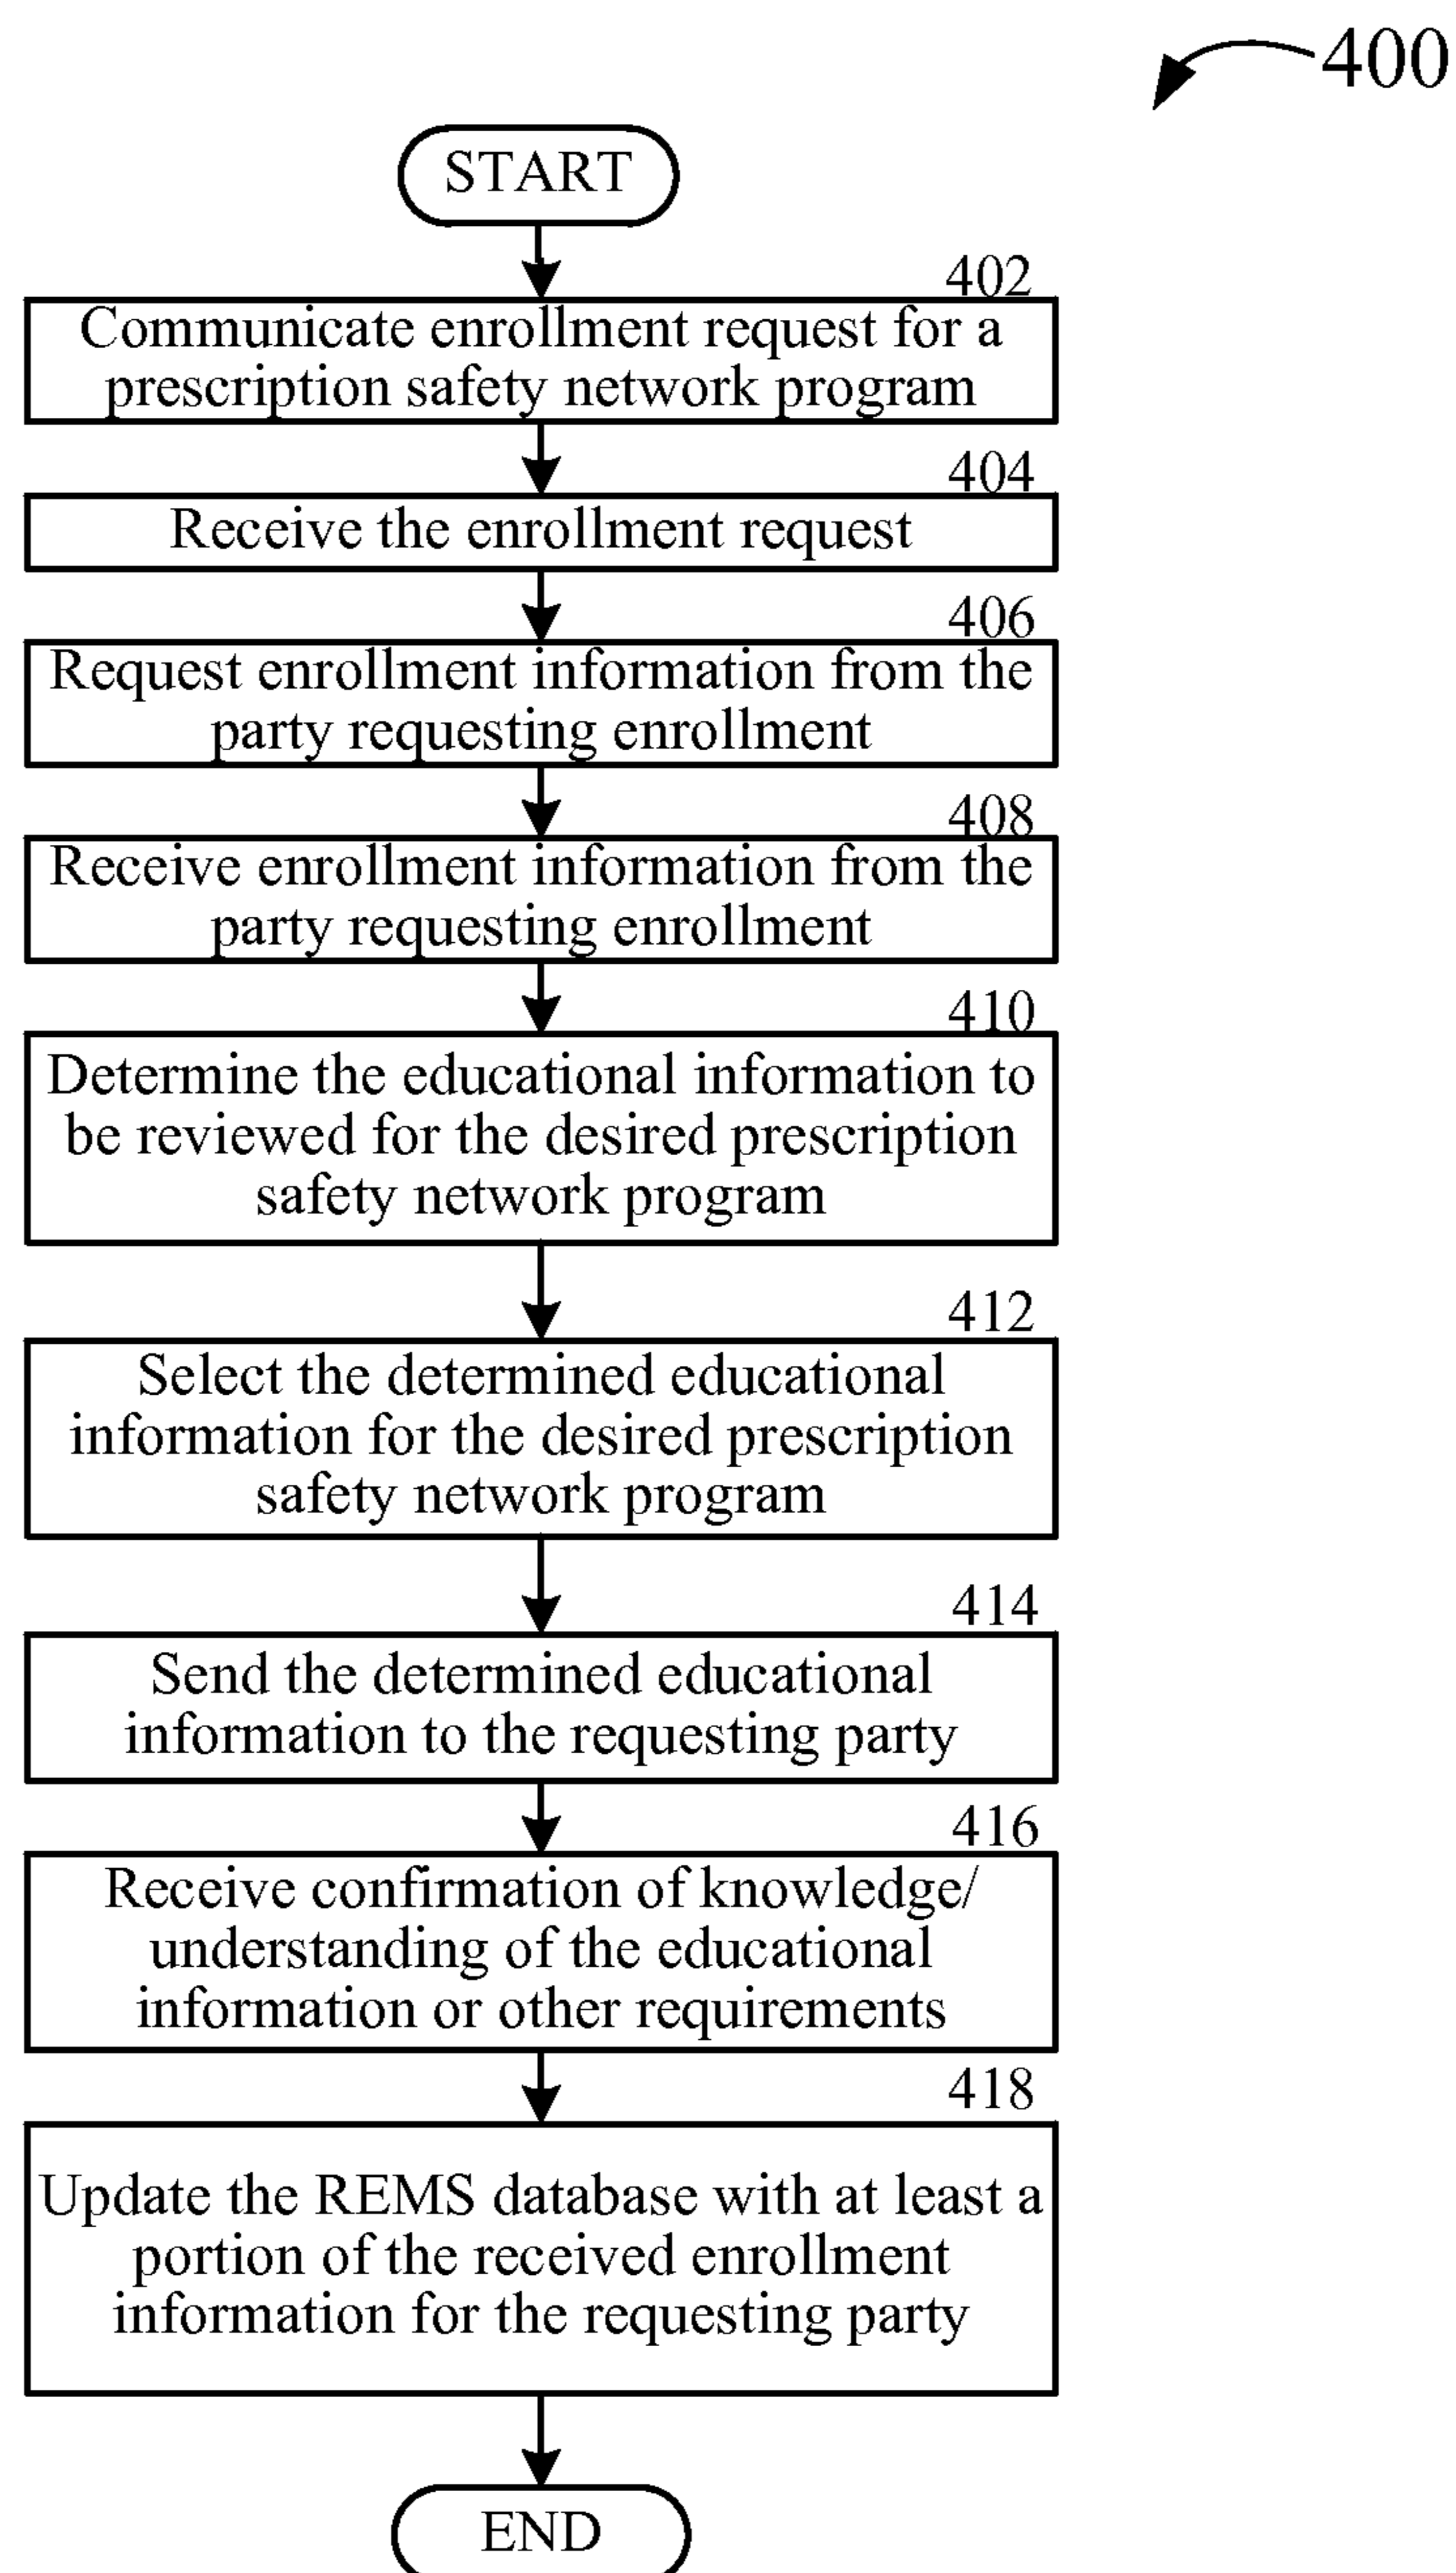 400
START
402
Communicate enrollment request for a
prescription safety network program
404
Receive the enrollment request
406
Request enrollment information from the
party requesting enrollment
408
Receive enrollment information from the
party requesting enrollment
410
Determine the educational information to
be reviewed for the desired prescription
safety network program
412
Select the determined educational
information for the desired prescription
safety network program
414
Send the determined educational
information to the requesting party
416
Receive confirmation of knowledge/
understanding of the educational
information or other requirements
418
Update the REMS database with at least a
portion of the received enrollment
information for the requesting party
END